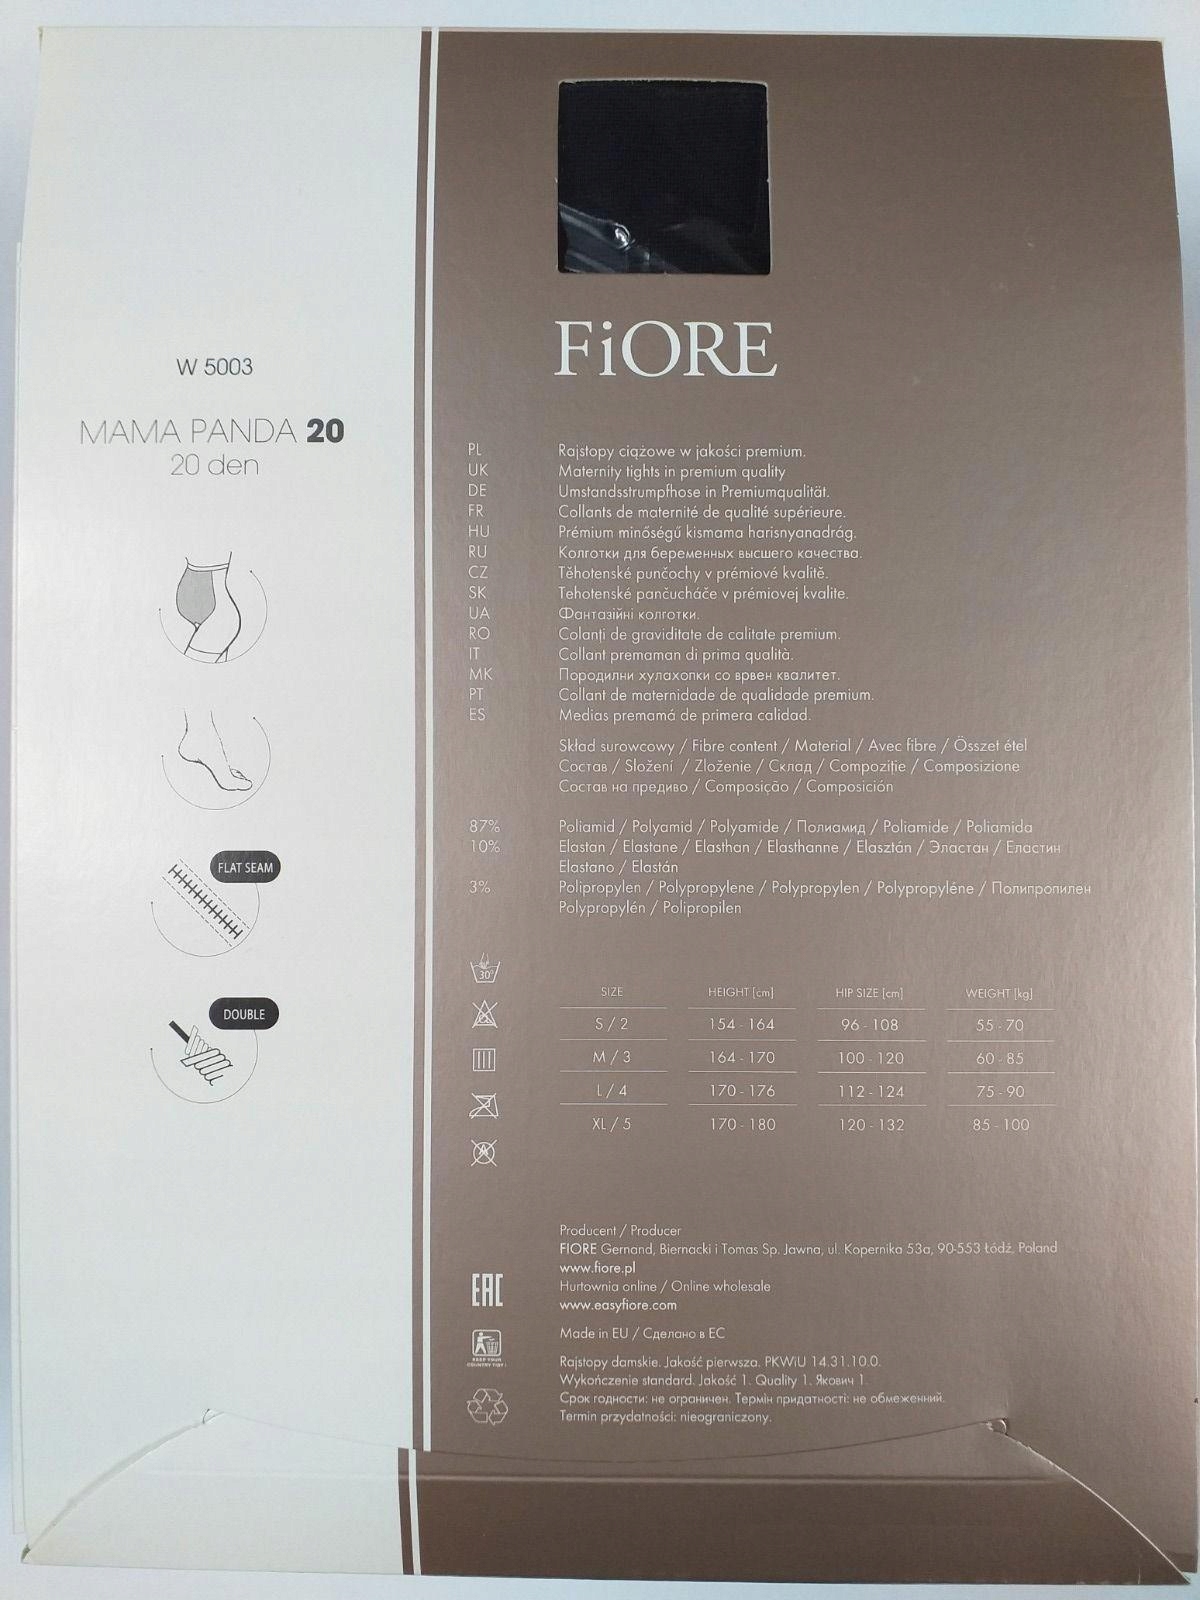 W 5003
MAMA PANDA 20
20 den
FLAT SEAM
DOUBLE
FiORE
PL Rajstopy ciążowe w jakości premium.
UK Maternity tights in premium quality
DE Umstandsstrumpfhose in Premiumqualität.
FR Collants de maternité de qualité supérieure.
HU Prémium minőségű kismama harisnyanadrág.
RU Колготки для беременных высшего качества.
CZ Těhotenské punčochy v prémiové kvalitě.
SK Tehotenské pančucháče v prémiovej kvalite.
UA Фантазійні колготки.
RO Colanți de graviditate de calitate premium.
IT Collant premaman di prima qualità.
MK Породилни хулахопки со врвен квалитет.
PT Collant de maternidade de qualidade premium.
ES Medias premamá de primera calidad.
Skład surowcowy / Fibre content / Material / Avec fibre / Összet étel
Состав / Složení / Zloženie / Склад / Compoziție / Composizione
Состав на предиво / Composição / Composición
87% Poliamid / Polyamid / Polyamide / Полиамид / Poliamide / Poliamida
10% Elastan / Elastane / Elasthan / Elasthanne / Elasztán / Эластан / Еластин
Elastano / Elastán
3% Polipropylen / Polypropylene / Polypropylen / Polypropyléne / Полипропилен
Polypropylén / Polipropilen
30°
SIZE HEIGHT [cm] HIP SIZE [cm] WEIGHT [kg]
S / 2 154 - 164 96 - 108 55 - 70
M / 3 164 - 170 100 - 120 60 - 85
L / 4 170 - 176 112 - 124 75 - 90
XL / 5 170 - 180 120 - 132 85 - 100
Producent / Producer
FIORE Gernand, Biernacki i Tomas Sp. Jawna, ul. Kopernika 53a, 90-553 Łódź, Poland
www.fiore.pl
Hurtownia online / Online wholesale
www.easyfiore.com
EAC
Made in EU / Сделано в ЕС
KEEP YOUR
COUNTRY TIDY!
Rajstopy damskie. Jakość pierwsza. PKWiU 14.31.10.0.
Wykończenie standard. Jakość 1. Quality 1. Якович 1.
Срок годности: не ограничен. Термін придатності: не обмежений.
Termin przydatności: nieograniczony.